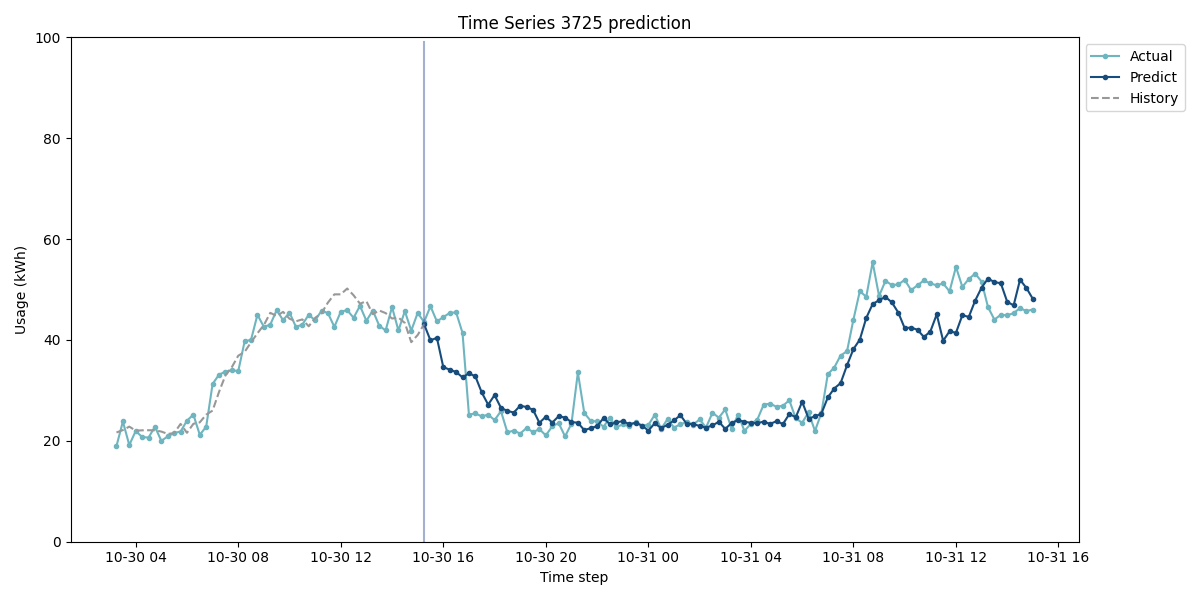 Time Series 3725 prediction
100
80
60
40
20
0
Usage (kWh)
10-30 04
10-30 08
10-30 12
10-30 16
10-30 20
10-31 00
10-31 04
10-31 08
10-31 12
10-31 16
Time step
Actual
Predict
History